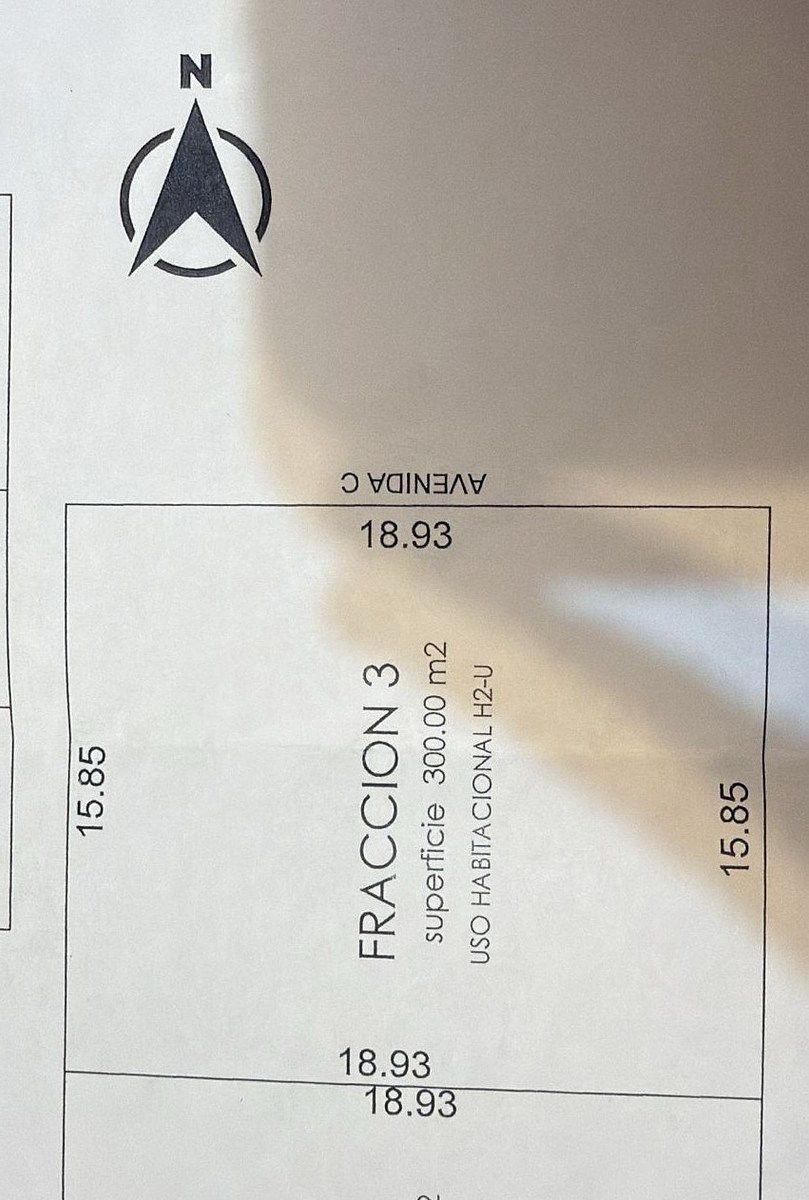 N
AVENIDA C
18.93
15.85
FRACCION 3
superficie 300.00 m2
USO HABITACIONAL H2-U
15.85
18.93
18.93